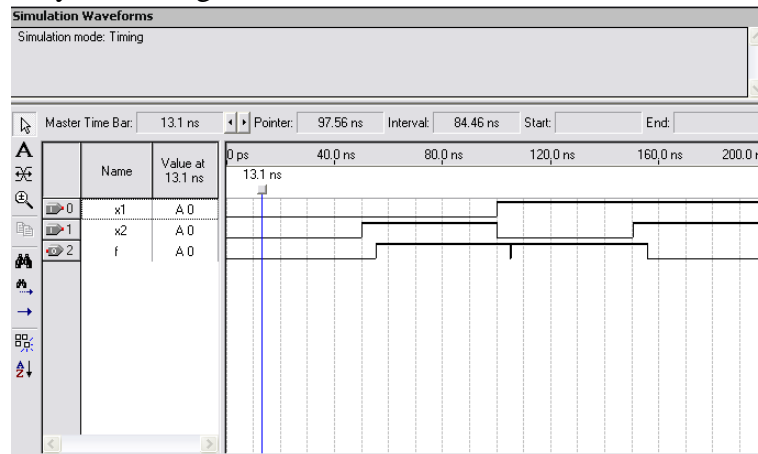 Simulation Waveforms
Simulation mode: Timing
Master Time Bar: 13.1 ns Pointer: 97.56 ns Interval: 84.46 ns Start: End:
Name Value at 13.1 ns 0 ps 40.0 ns 80.0 ns 120.0 ns 160.0 ns 200.0 n
13.1 ns
0 x1 A 0
1 x2 A 0
2 f A 0